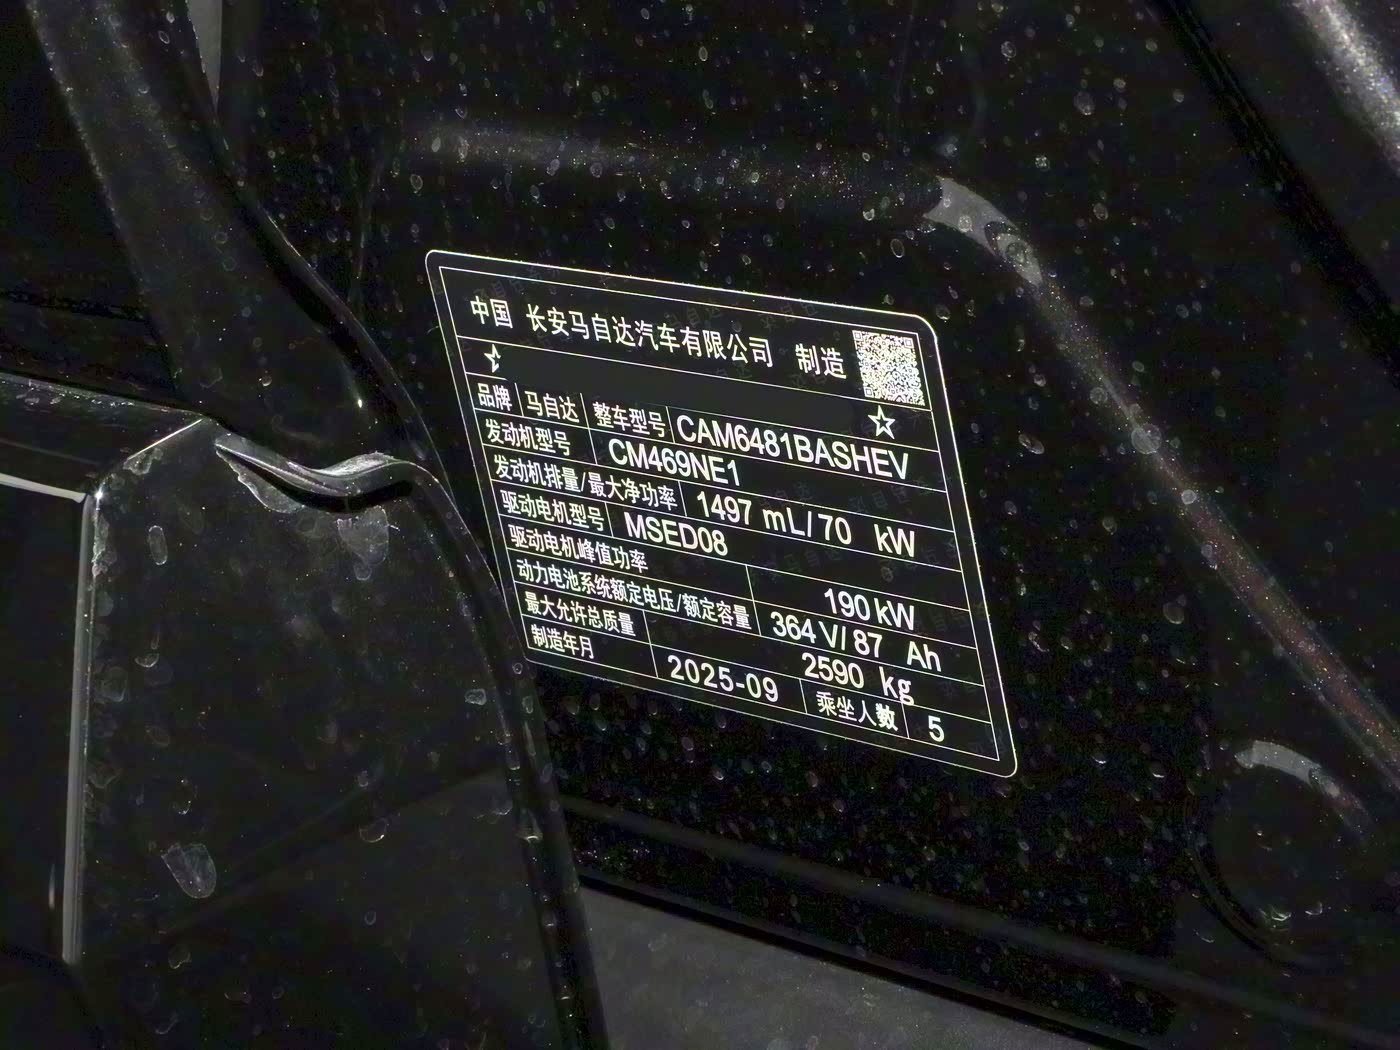 中国 长安马自达汽车有限公司 制造
☆ ☆
品牌 马自达 整车型号 CAM6481BASHEV
发动机型号 CM469NE1
发动机排量/最大净功率 1497 mL/70 kW
驱动电机型号 MSED08
驱动电机峰值功率 190kW
动力电池系统额定电压/额定容量 364V/87 Ah
最大允许总质量 2590 kg
制造年月 2025-09 乘坐人数 5